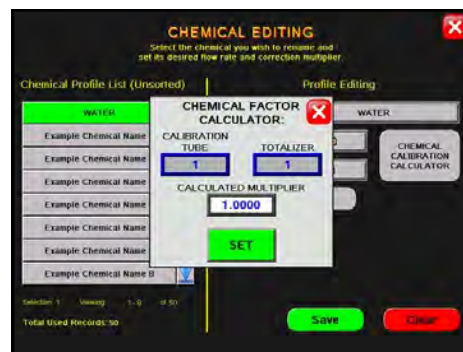 CHEMICAL EDITING
Select the chemical you wish to rename and
set its desired flow rate and correction multiplier
Chemical Profile List (Unsorted)
Profile Editing
WATER
Example Chemical Name
Example Chemical Name
Example Chemical Name
Example Chemical Name
Example Chemical Name
Example Chemical Name
Example Chemical Name B
Selection 1 Viewing 1-8 of 50
Total Used Records: 50
CHEMICAL FACTOR
CALCULATOR:
CALIBRATION
TUBE
TOTALIZER
1
1
CALCULATED MULTIPLIER
1.0000
SET
WATER
CHEMICAL
CALIBRATION
CALCULATOR
Save
Clear